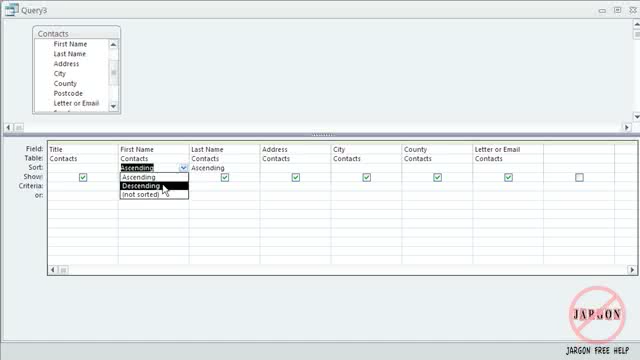 Query3
Contacts
First Name
Last Name
Address
City
County
Postcode
Letter or Email
Field: Title First Name Last Name Address City County Letter or Email
Table: Contacts Contacts Contacts Contacts Contacts Contacts Contacts
Sort: Ascending Ascending
Show: Ascending
Criteria: Descending
or: (not sorted)
JARGON
JARGON FREE HELP